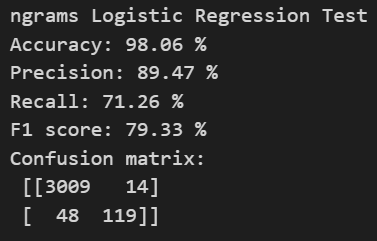 ngrams Logistic Regression Test
Accuracy: 98.06 %
Precision: 89.47 %
Recall: 71.26 %
F1 score: 79.33 %
Confusion matrix:
[[3009   14]
[  48  119]]